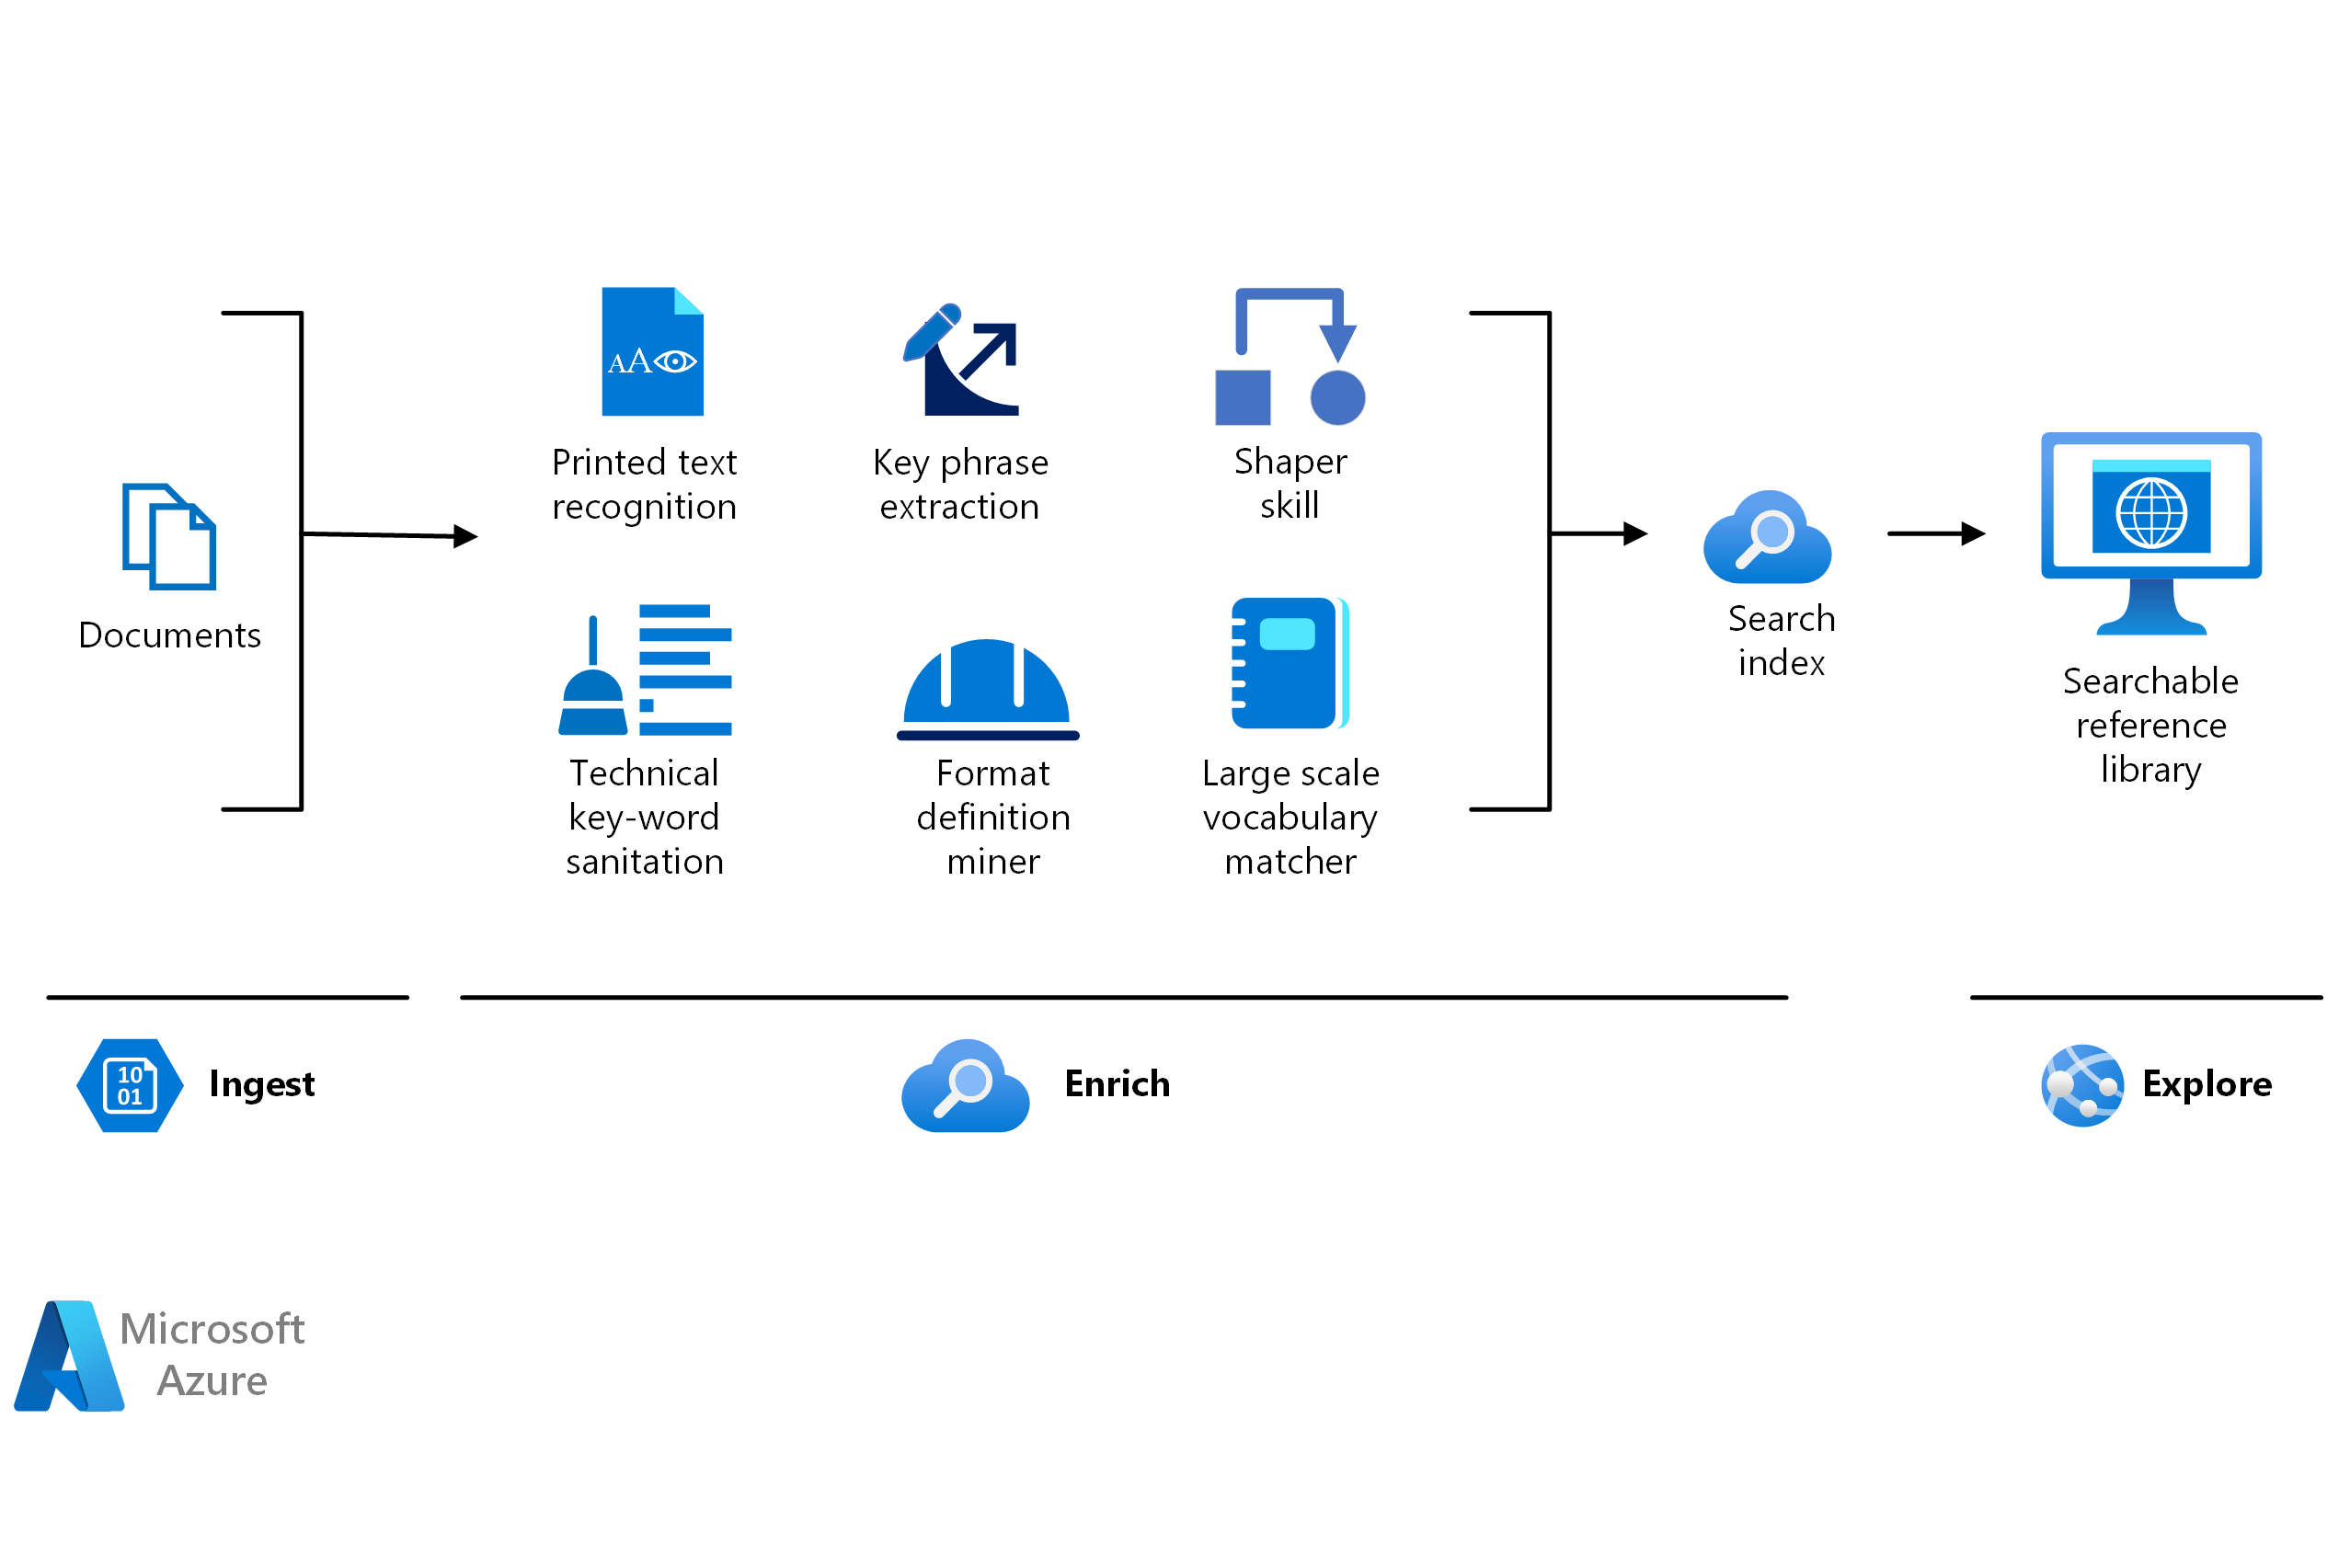 Documents
Printed text
recognition
Key phrase
extraction
Shaper
skill
Technical
key-word
sanitation
Format
definition
miner
Large scale
vocabulary
matcher
Search
index
Searchable
reference
library
10
01
Ingest
Enrich
Explore
Microsoft
Azure
AA